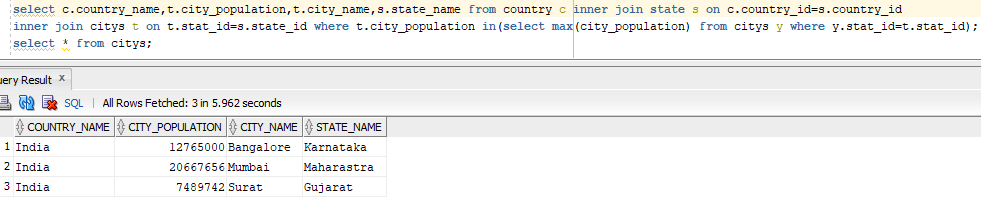 select c.country_name,t.city_population,t.city_name,s.state_name from country c inner join state s on c.country_id=s.country_id
inner join citys t on t.stat_id=s.state_id where t.city_population in(select max(city_population) from citys y where y.stat_id=t.stat_id);
select * from citys;
uery Result x
SQL | All Rows Fetched: 3 in 5.962 seconds
COUNTRY_NAME CITY_POPULATION CITY_NAME STATE_NAME
1 India 12765000 Bangalore Karnataka
2 India 20667656 Mumbai Maharastra
3 India 7489742 Surat Gujarat